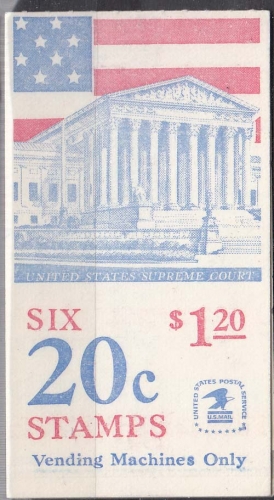 UNITED STATES SUPREME COURT
SIX $1.20
20c
STAMPS
UNITED STATES POSTAL SERVICE
U.S.MAIL
Vending Machines Only